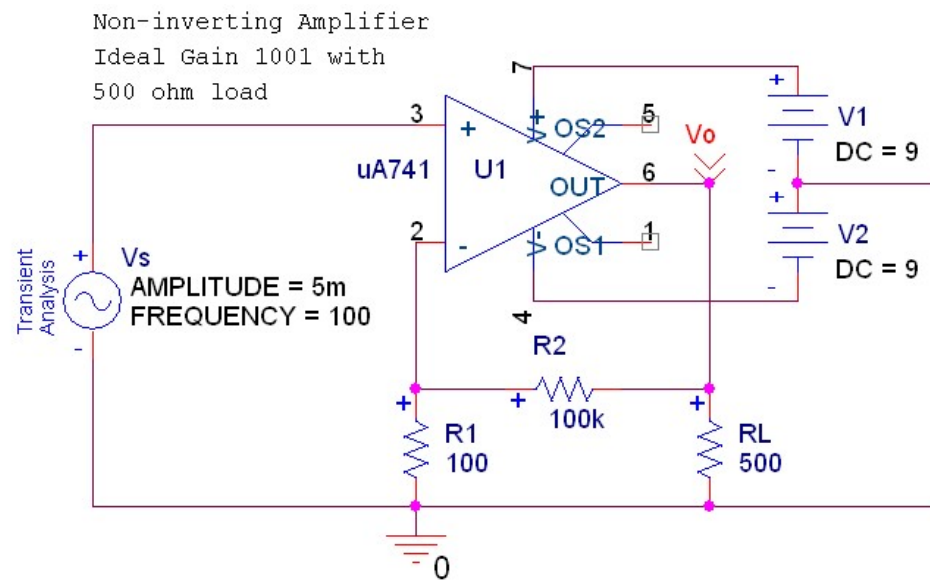 Non-inverting Amplifier
Ideal Gain 1001 with
500 ohm load
7
3
+
V+
OS2
5
Vo
+
V1
DC = 9
-
uA741
U1
OUT
6
2
-
V-
OS1
1
+
V2
DC = 9
-
4
Transient
Analysis
+
Vs
AMPLITUDE = 5m
FREQUENCY = 100
-
R2
+
100k
+
R1
100
+
RL
500
0